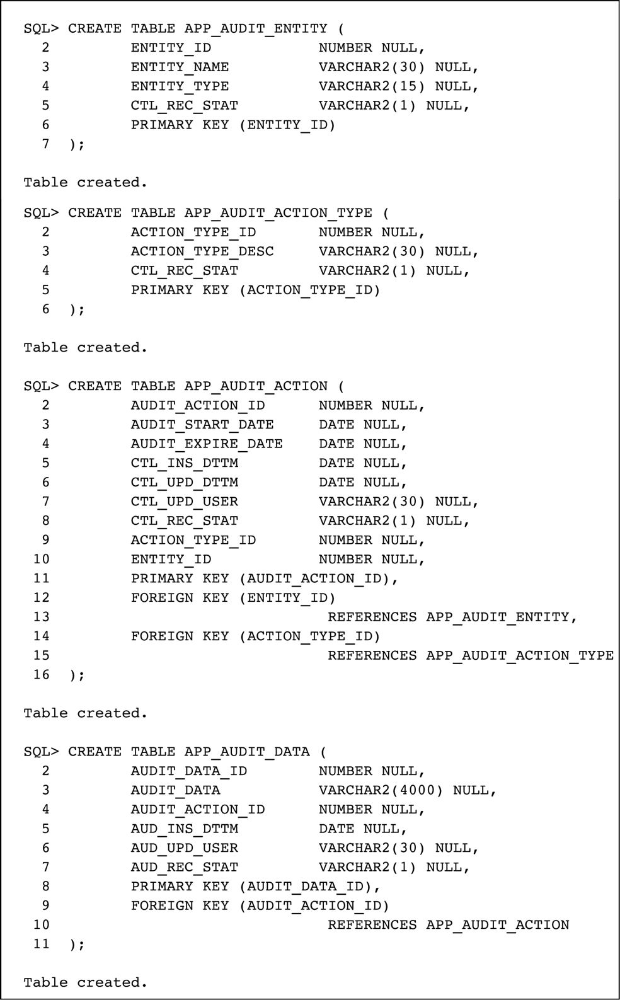 SQL> CREATE TABLE APP_AUDIT_ENTITY (
2 ENTITY_ID NUMBER NULL,
3 ENTITY_NAME VARCHAR2(30) NULL,
4 ENTITY_TYPE VARCHAR2(15) NULL,
5 CTL_REC_STAT VARCHAR2(1) NULL,
6 PRIMARY KEY (ENTITY_ID)
7 );
Table created.
SQL> CREATE TABLE APP_AUDIT_ACTION_TYPE (
2 ACTION_TYPE_ID NUMBER NULL,
3 ACTION_TYPE_DESC VARCHAR2(30) NULL,
4 CTL_REC_STAT VARCHAR2(1) NULL,
5 PRIMARY KEY (ACTION_TYPE_ID)
6 );
Table created.
SQL> CREATE TABLE APP_AUDIT_ACTION (
2 AUDIT_ACTION_ID NUMBER NULL,
3 AUDIT_START_DATE DATE NULL,
4 AUDIT_EXPIRE_DATE DATE NULL,
5 CTL_INS_DTTM DATE NULL,
6 CTL_UPD_DTTM DATE NULL,
7 CTL_UPD_USER VARCHAR2(30) NULL,
8 CTL_REC_STAT VARCHAR2(1) NULL,
9 ACTION_TYPE_ID NUMBER NULL,
10 ENTITY_ID NUMBER NULL,
11 PRIMARY KEY (AUDIT_ACTION_ID),
12 FOREIGN KEY (ENTITY_ID)
13 REFERENCES APP_AUDIT_ENTITY,
14 FOREIGN KEY (ACTION_TYPE_ID)
15 REFERENCES APP_AUDIT_ACTION_TYPE
16 );
Table created.
SQL> CREATE TABLE APP_AUDIT_DATA (
2 AUDIT_DATA_ID NUMBER NULL,
3 AUDIT_DATA VARCHAR2(4000) NULL,
4 AUDIT_ACTION_ID NUMBER NULL,
5 AUD_INS_DTTM DATE NULL,
6 AUD_UPD_USER VARCHAR2(30) NULL,
7 AUD_REC_STAT VARCHAR2(1) NULL,
8 PRIMARY KEY (AUDIT_DATA_ID),
9 FOREIGN KEY (AUDIT_ACTION_ID)
10 REFERENCES APP_AUDIT_ACTION
11 );
Table created.